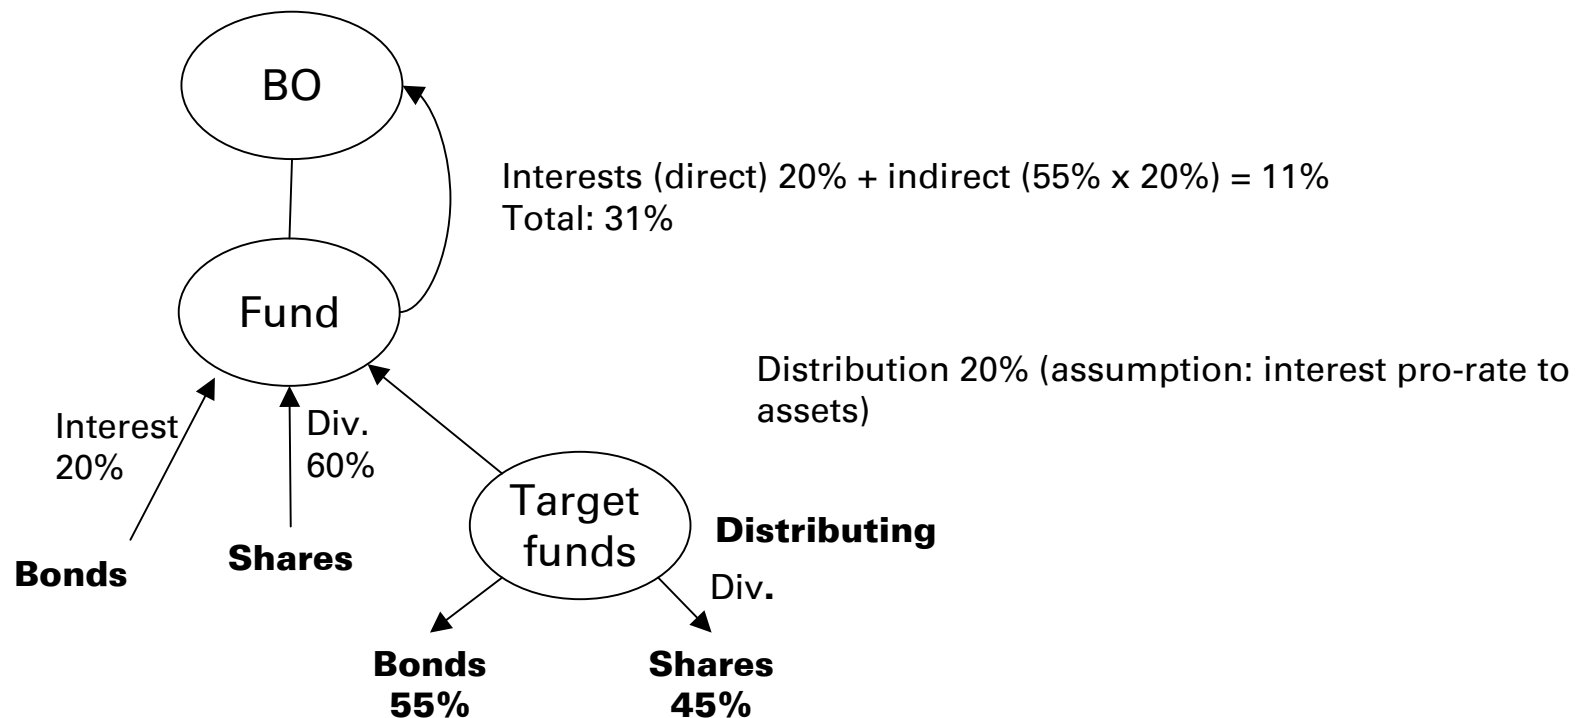 BO
Interests (direct) 20% + indirect (55% x 20%) = 11%
Total: 31%
Fund
Distribution 20% (assumption: interest pro-rate to
assets)
Interest
20%
Div.
60%
Target
funds
Distributing
Bonds
Shares
Div.
Bonds
55%
Shares
45%